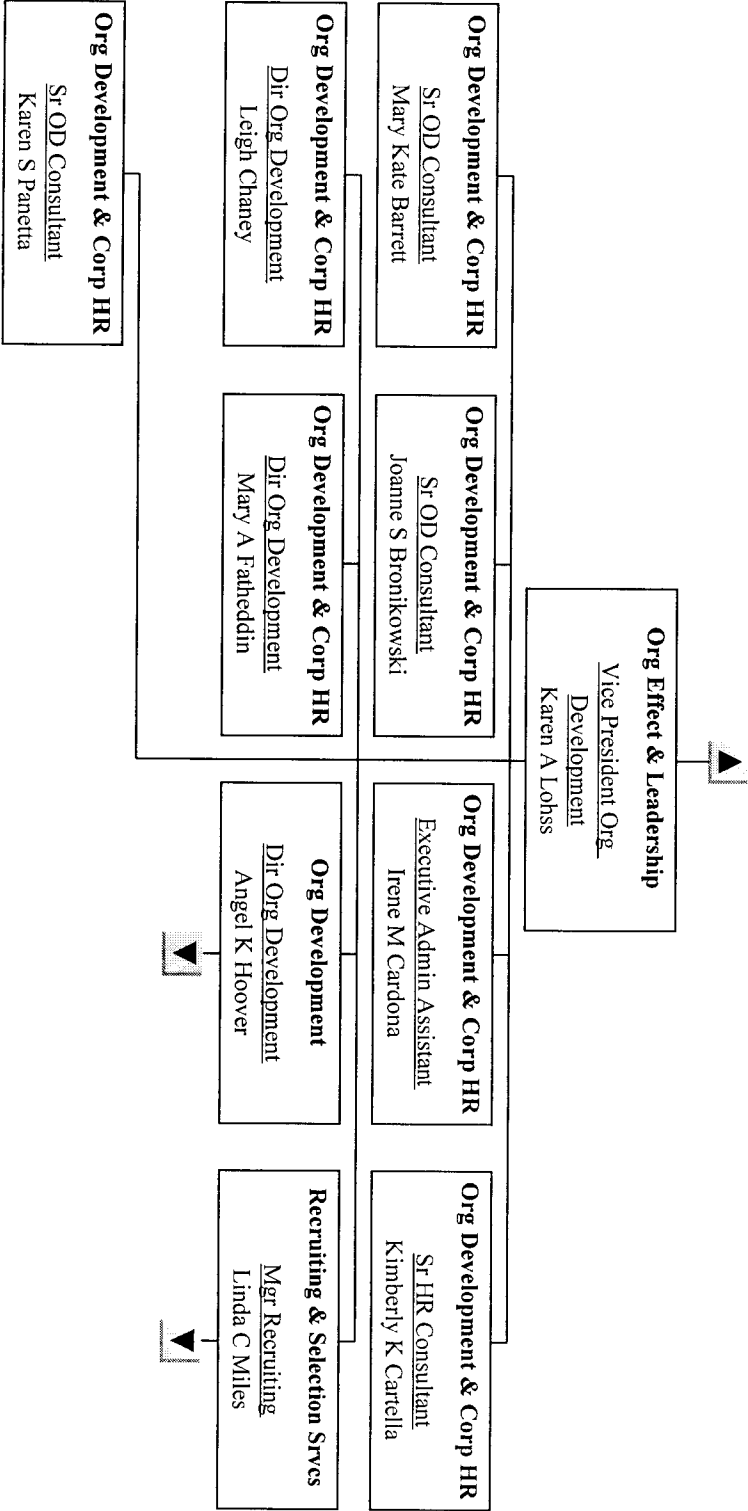 Org Effect & Leadership
Vice President Org
Development
Karen A Lohss
Org Development & Corp HR
Sr OD Consultant
Mary Kate Barrett
Org Development & Corp HR
Sr OD Consultant
Joanne S Bronikowski
Org Development & Corp HR
Executive Admin Assistant
Irene M Cardona
Org Development & Corp HR
Sr HR Consultant
Kimberly K Cartella
Org Development & Corp HR
Dir Org Development
Leigh Chaney
Org Development & Corp HR
Dir Org Development
Mary A Fatheddin
Org Development
Dir Org Development
Angel K Hoover
Recruiting & Selection Srvcs
Mgr Recruiting
Linda C Miles
Org Development & Corp HR
Sr OD Consultant
Karen S Panetta